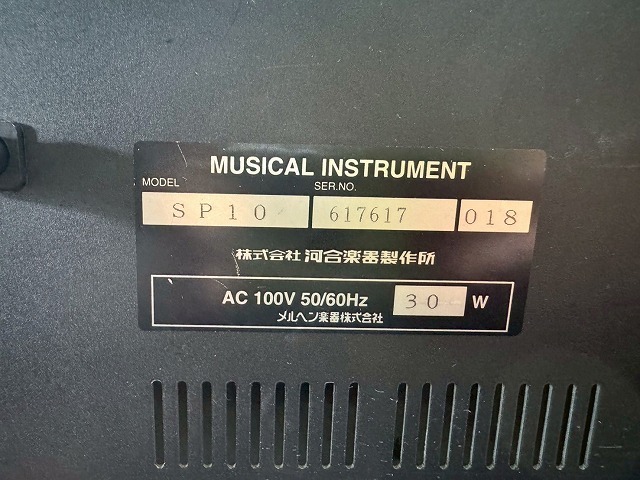 MUSICAL INSTRUMENT
MODEL SER.NO.
SP10 617617 018
株式会社 河合楽器製作所
AC 100V 50/60Hz 30 W
メルヘン楽器株式会社